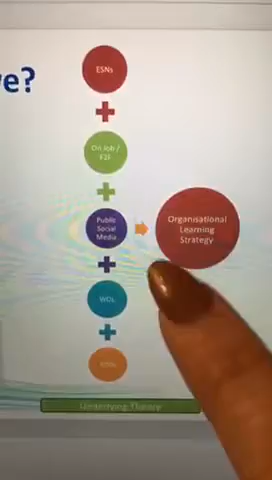 ve?
ESNs
On Job /
F2F
Public
Social
Media
Organisational
Learning
Strategy
WOL
Underlying Theory